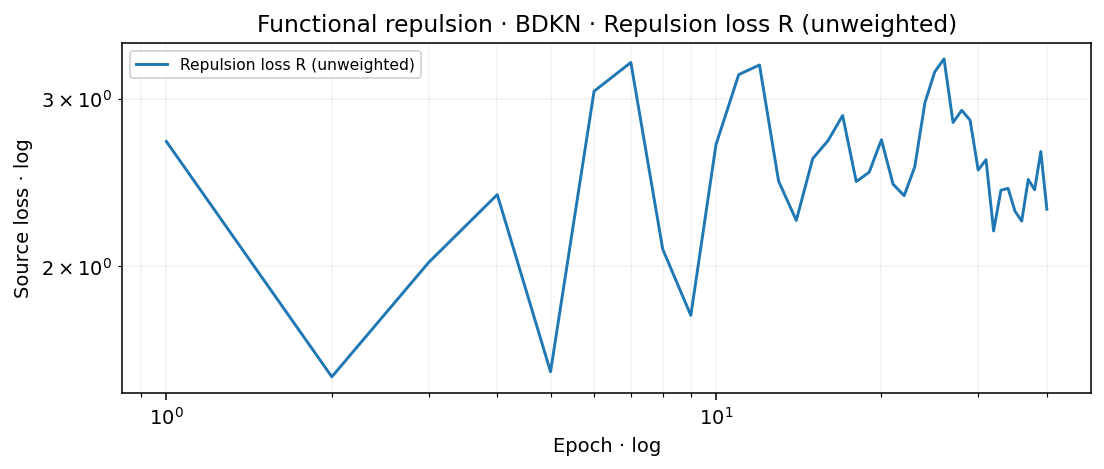 Functional repulsion · BDKN · Repulsion loss R (unweighted)
Repulsion loss R (unweighted)
Source loss · log
3 × 10⁰
2 × 10⁰
10⁰ 10¹
Epoch · log